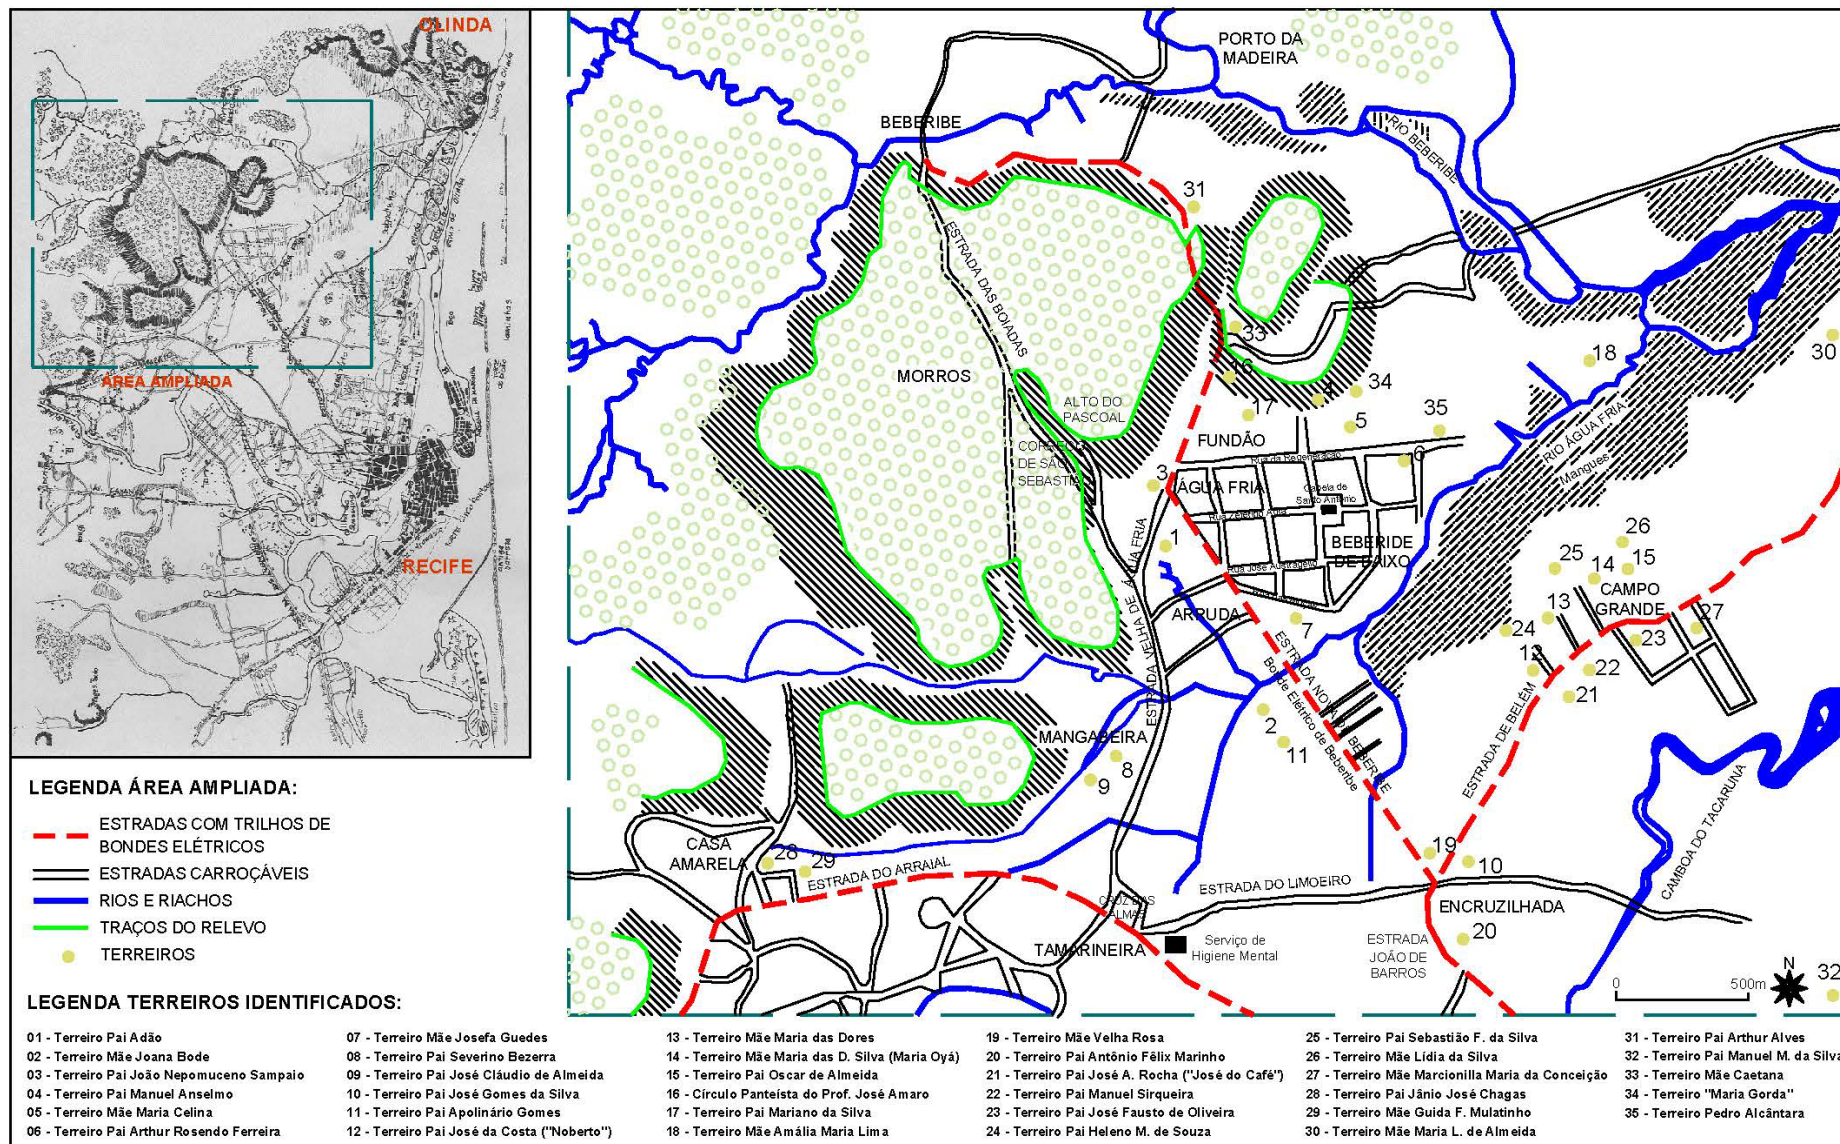 OLINDA
ÁREA AMPLIADA
RECIFE
LEGENDA ÁREA AMPLIADA:
ESTRADAS COM TRILHOS DE
BONDES ELÉTRICOS
ESTRADAS CARROÇÁVEIS
RIOS E RIACHOS
TRAÇOS DO RELEVO
TERREIROS
PORTO DA
MADEIRA
BEBERIBE
RIO BEBERIBE
31
ESTRADA DAS BOIADAS
33
30
18
16
MORROS
4
34
ALTO DO
PASCOAL
17
5
35
FUNDÃO
RIO ÁGUA FRIA
Rua da Regeneração
CORREGO
DE SÃO
SEBASTIÃ
6
Mangues
3
ÁGUA FRIA
Santo Antônio
ESTRADA VELHA DE ÁGUA FRIA
1
BEBERIDE
DE BAIXO
26
25
14
15
CAMPO
GRANDE
ARRUDA
13
27
7
24
23
12
22
21
ESTRADA NOVA DE BEBERIBE
Bonde Elétrico de Beberibe
ESTRADA DE BELÉM
2
11
MANGABEIRA
8
9
CAMBOA DO TACARUNA
CASA
AMARELA
28
29
ESTRADA DO ARRAIAL
19
10
ESTRADA DO LIMOEIRO
CRUZ DAS
ALMAS
ENCRUZILHADA
TAMARINEIRA
Serviço de
Higiene Mental
ESTRADA
JOÃO DE
BARROS
20
0 500m
N
32
LEGENDA TERREIROS IDENTIFICADOS:
01 - Terreiro Pai Adão
02 - Terreiro Mãe Joana Bode
03 - Terreiro Pai João Nepomuceno Sampaio
04 - Terreiro Pai Manuel Anselmo
05 - Terreiro Mãe Maria Celina
06 - Terreiro Pai Arthur Rosendo Ferreira
07 - Terreiro Mãe Josefa Guedes
08 - Terreiro Pai Severino Bezerra
09 - Terreiro Pai José Cláudio de Almeida
10 - Terreiro Pai José Gomes da Silva
11 - Terreiro Pai Apolinário Gomes
12 - Terreiro Pai José da Costa ("Noberto")
13 - Terreiro Mãe Maria das Dores
14 - Terreiro Mãe Maria das D. Silva (Maria Oyá)
15 - Terreiro Pai Oscar de Almeida
16 - Círculo Panteísta do Prof. José Amaro
17 - Terreiro Pai Mariano da Silva
18 - Terreiro Mãe Amália Maria Lima
19 - Terreiro Mãe Velha Rosa
20 - Terreiro Pai Antônio Félix Marinho
21 - Terreiro Pai José A. Rocha ("José do Café")
22 - Terreiro Pai Manuel Sirqueira
23 - Terreiro Pai José Fausto de Oliveira
24 - Terreiro Pai Heleno M. de Souza
25 - Terreiro Pai Sebastião F. da Silva
26 - Terreiro Mãe Lídia da Silva
27 - Terreiro Mãe Marcionilla Maria da Conceição
28 - Terreiro Pai Jânio José Chagas
29 - Terreiro Mãe Guida F. Mulatinho
30 - Terreiro Mãe Maria L. de Almeida
31 - Terreiro Pai Arthur Alves
32 - Terreiro Pai Manuel M. da Silva
33 - Terreiro Mãe Caetana
34 - Terreiro "Maria Gorda"
35 - Terreiro Pedro Alcântara